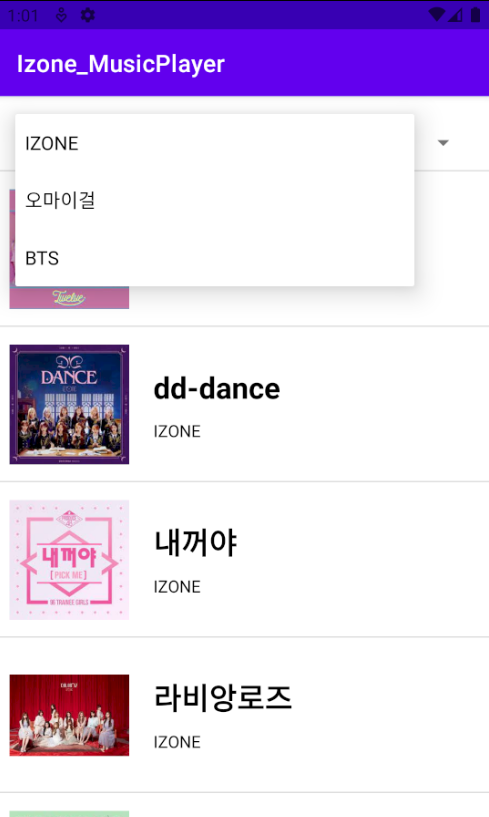 1:01
Izone_MusicPlayer
IZONE
오마이걸
BTS
Twelve
DANCE
dd-dance
IZONE
내꺼야
[PICK ME]
내꺼야
IZONE
라비앙로즈
IZONE